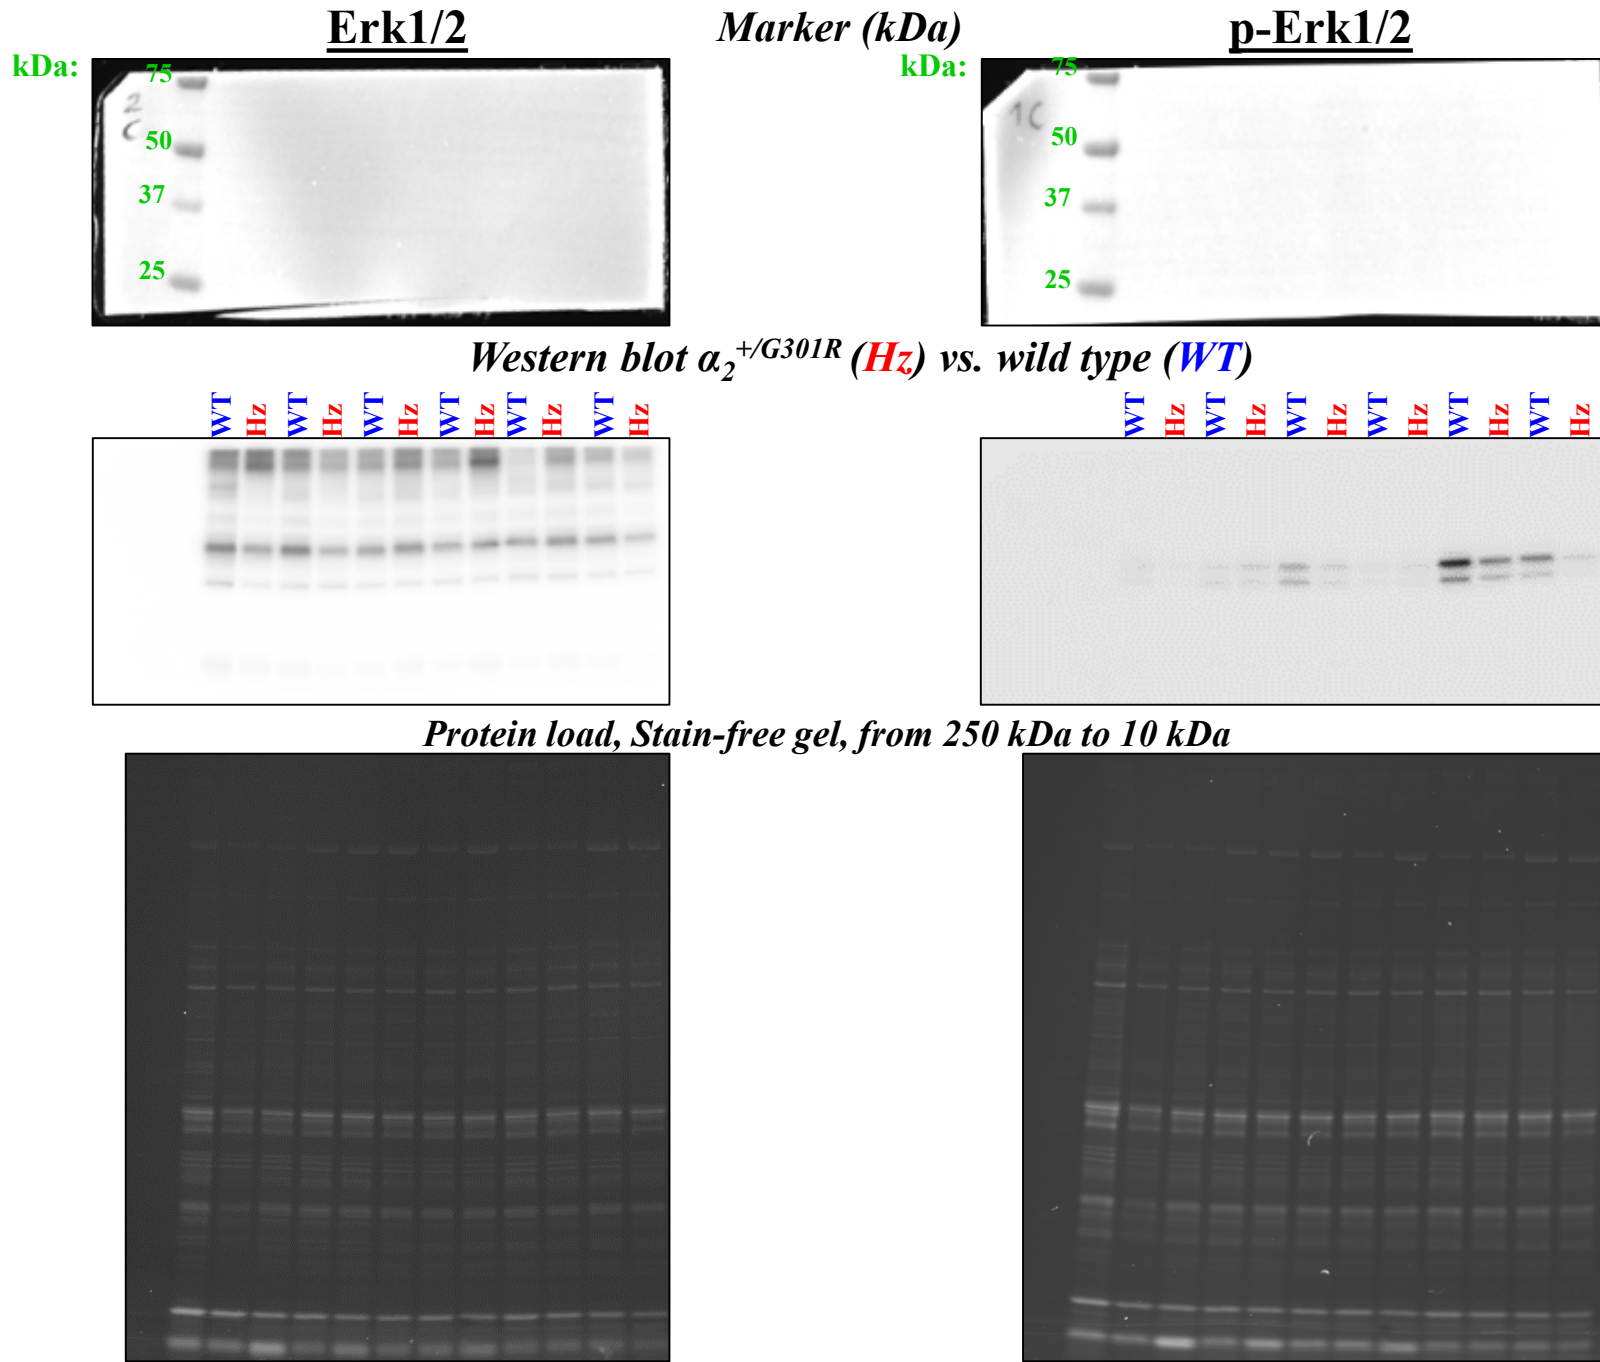 Erk1/2 Marker (kDa) p-Erk1/2
kDa: kDa:
75 75
2 1C
C
50 50
37 37
25 25
Western blot α₂⁺/G301R (Hz) vs. wild type (WT)
WT Hz WT Hz WT Hz WT Hz WT Hz WT Hz WT Hz WT Hz WT Hz WT Hz WT Hz WT Hz
Protein load, Stain-free gel, from 250 kDa to 10 kDa